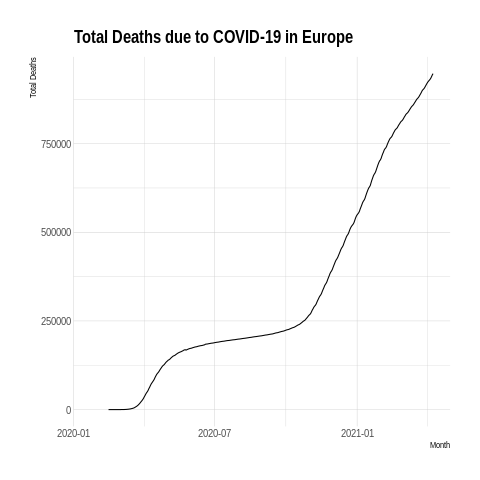 Total Deaths due to COVID-19 in Europe
Total Deaths
750000
500000
250000
0
2020-01
2020-07
2021-01
Month